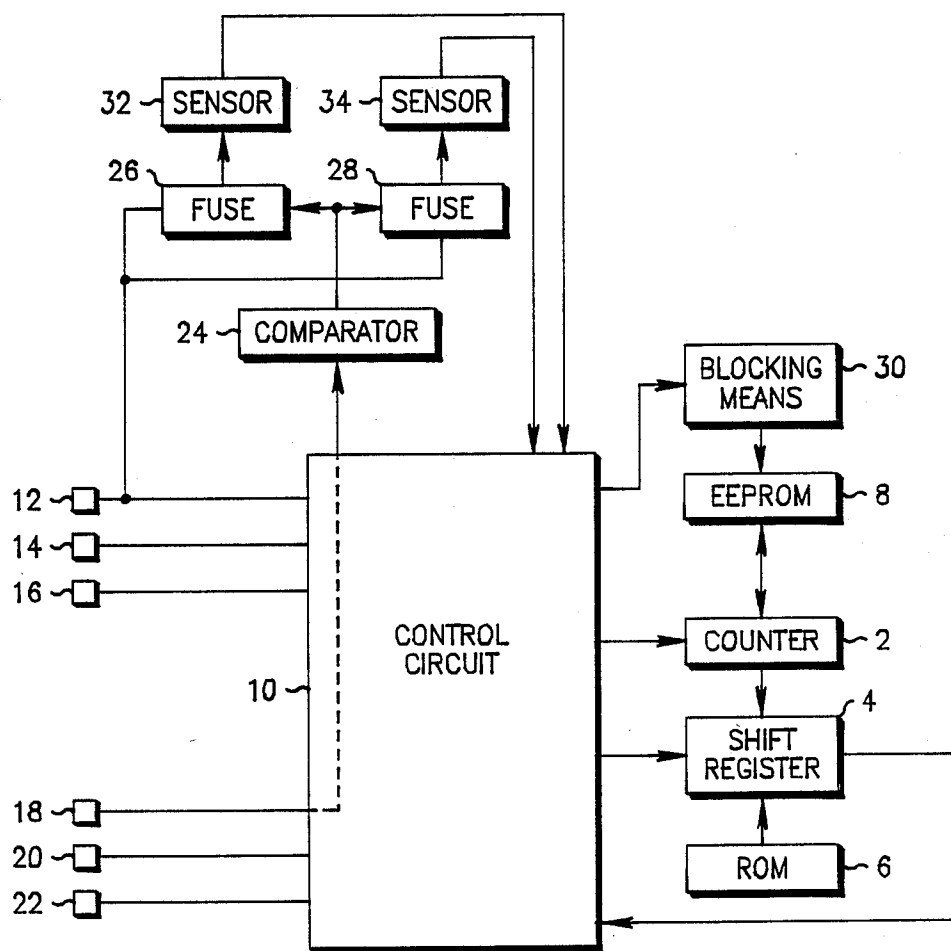 32 SENSOR
34 SENSOR
26 FUSE
28 FUSE
24 COMPARATOR
BLOCKING
MEANS
30
12
EEPROM 8
14
16
CONTROL
CIRCUIT
COUNTER 2
10
4
SHIFT
REGISTER
18
20
ROM 6
22